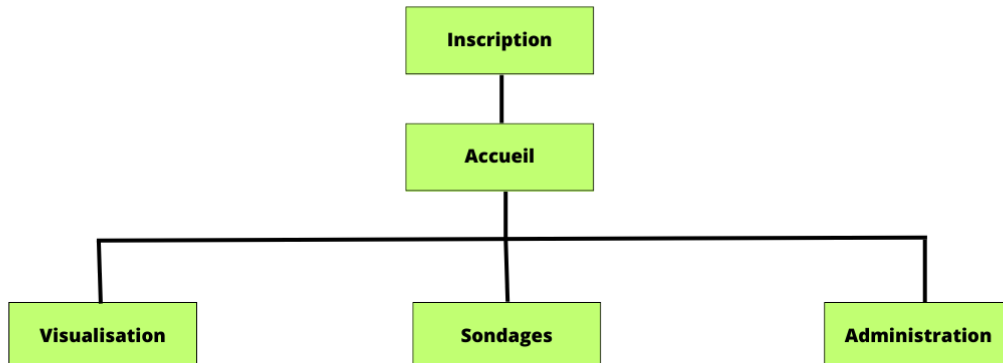 Inscription
Accueil
Visualisation
Sondages
Administration